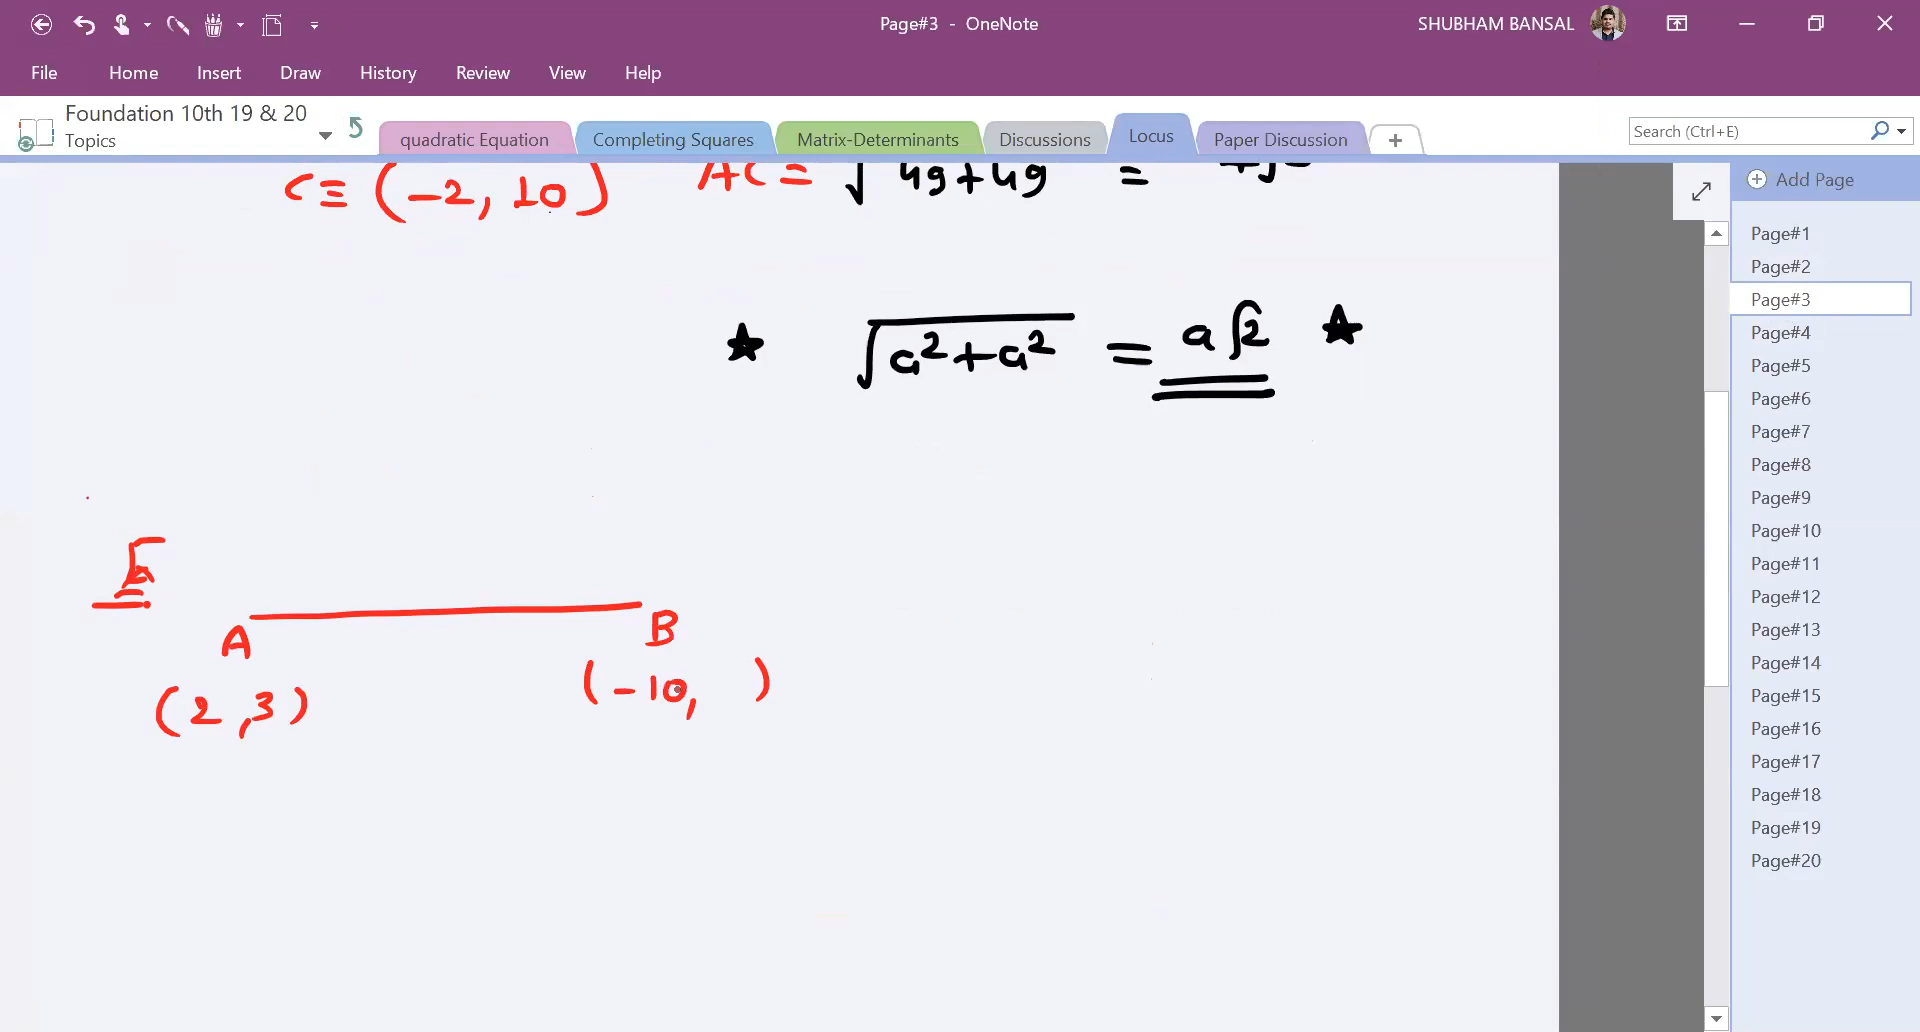 Page#3 - OneNote
SHUBHAM BANSAL
File Home Insert Draw History Review View Help
Foundation 10th 19 & 20
Topics
quadratic Equation
Completing Squares
Matrix-Determinants
Discussions
Locus
Paper Discussion
+
Search (Ctrl+E)
Add Page
Page#1
Page#2
Page#3
Page#4
Page#5
Page#6
Page#7
Page#8
Page#9
Page#10
Page#11
Page#12
Page#13
Page#14
Page#15
Page#16
Page#17
Page#18
Page#19
Page#20
C ≡ (-2, 10) AC = √49+49 =
★ √a²+a² = a√2 ★
A B
(2,3) (-10, )